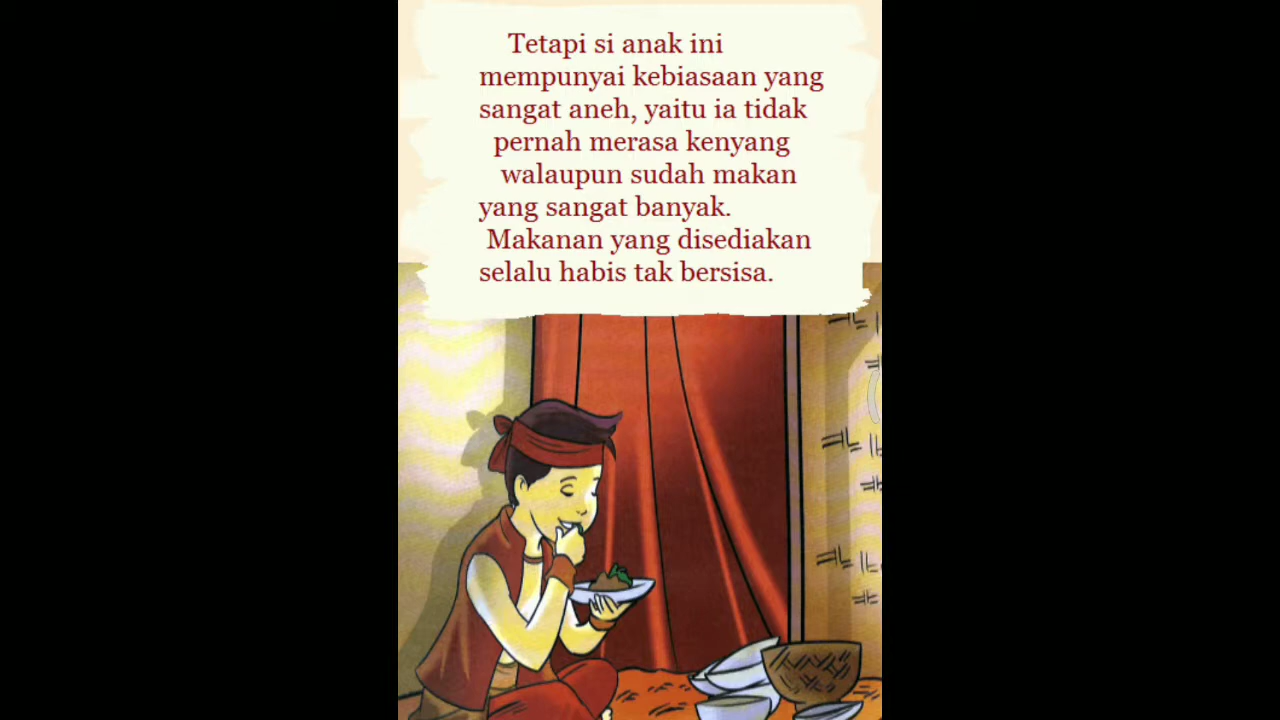 Tetapi si anak ini
mempunyai kebiasaan yang
sangat aneh, yaitu ia tidak
pernah merasa kenyang
walaupun sudah makan
yang sangat banyak.
Makanan yang disediakan
selalu habis tak bersisa.